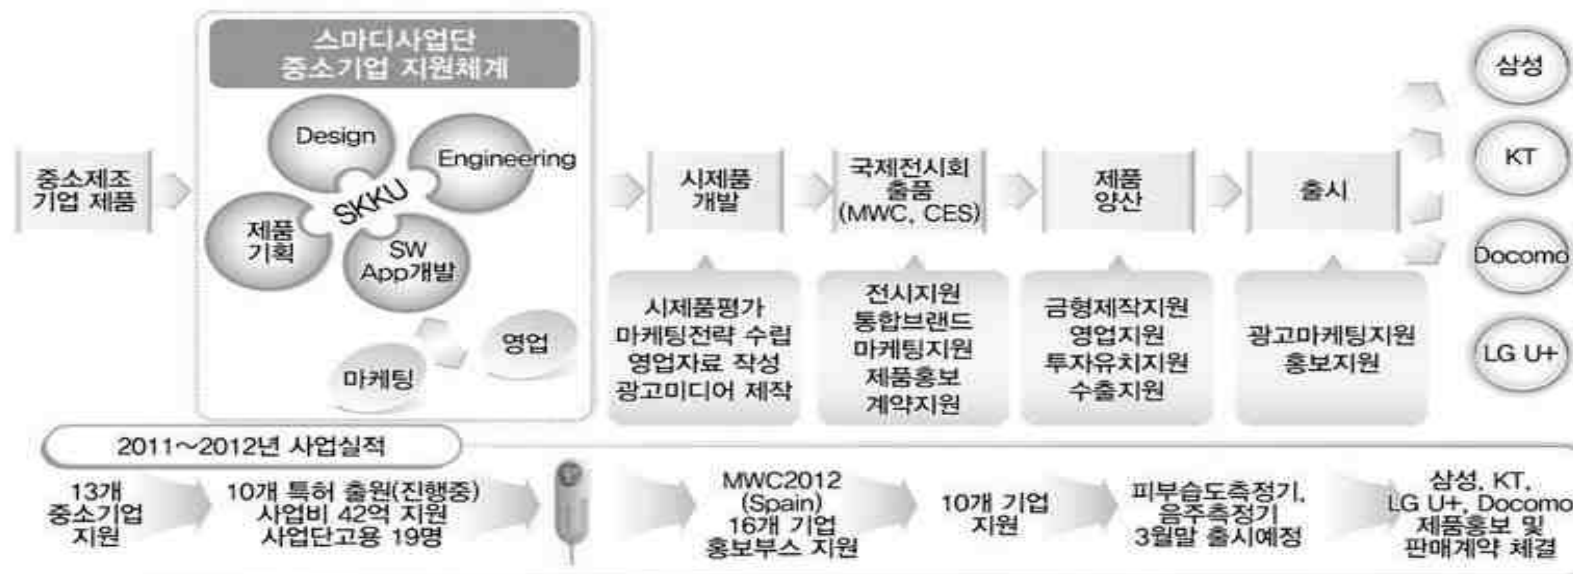 스마디사업단
중소기업 지원체계
중소제조
기업 제품
Design
Engineering
SKKU
제품
기획
SW
App개발
마케팅
영업
시제품
개발
국제전시회
출품
(MWC, CES)
제품
양산
출시
삼성
KT
Docomo
LG U+
시제품평가
마케팅전략 수립
영업자료 작성
광고미디어 제작
전시지원
통합브랜드
마케팅지원
제품홍보
계약지원
금형제작지원
영업지원
투자유치지원
수출지원
광고마케팅지원
홍보지원
2011~2012년 사업실적
13개
중소기업
지원
10개 특허 출원(진행중)
사업비 42억 지원
사업단고용 19명
MWC2012
(Spain)
16개 기업
홍보부스 지원
10개 기업
지원
피부습도측정기,
음주측정기
3월말 출시예정
삼성, KT,
LG U+, Docomo
제품홍보 및
판매계약 체결